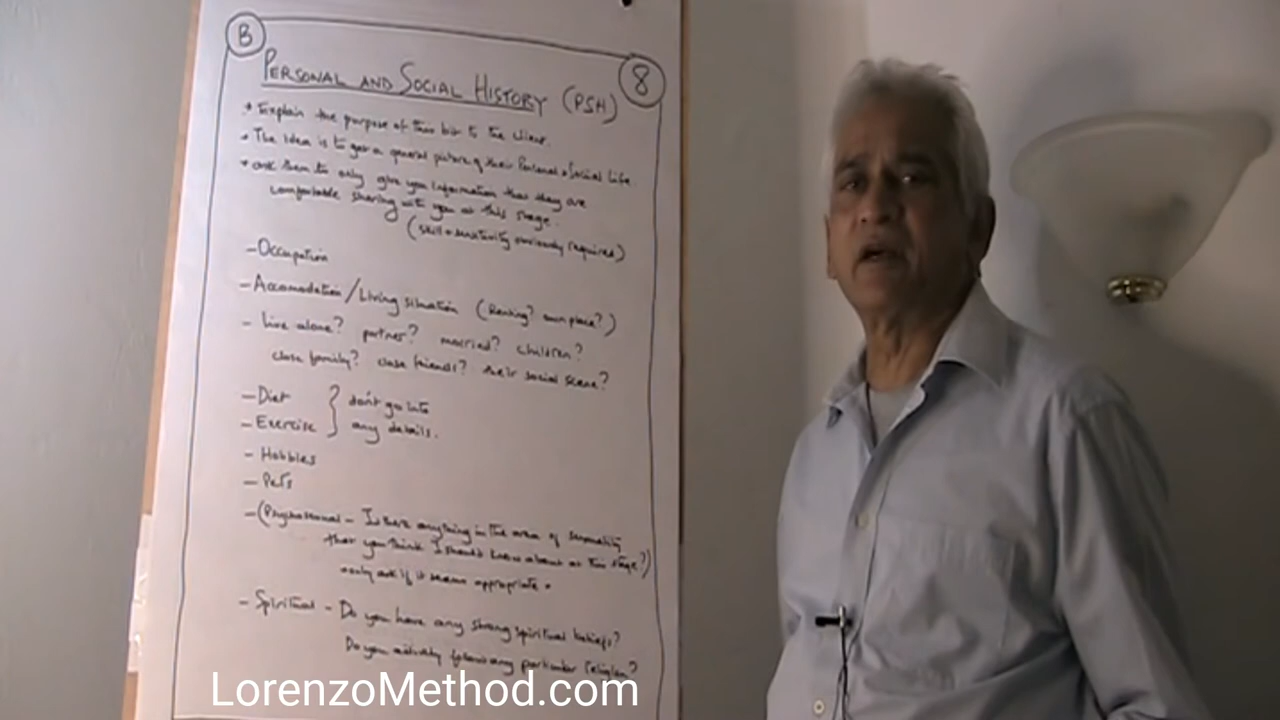 B
8
PERSONAL AND SOCIAL HISTORY (PSH)
* Explain the purpose of this bit to the client.
* The Idea is to get a general picture of their Personal & Social Life.
* ask them to only give you Information that they are
comfortable sharing with you at this stage.
(skill & maturity obviously required)
- Occupation
- Accomodation / Living situation (Renting? own place?)
- live alone? partner? married? children?
close family? close friends? their social scene?
- Diet } don't go into
- Exercise } any details.
- Hobbies
- Pets
- (Psychosexual - Is there anything in the area of sexuality
that you think I should know about at this stage?)
* only ask if it seems appropriate *
- Spiritual - Do you have any strong spiritual beliefs?
Do you actively follow any particular religion?
LorenzoMethod.com